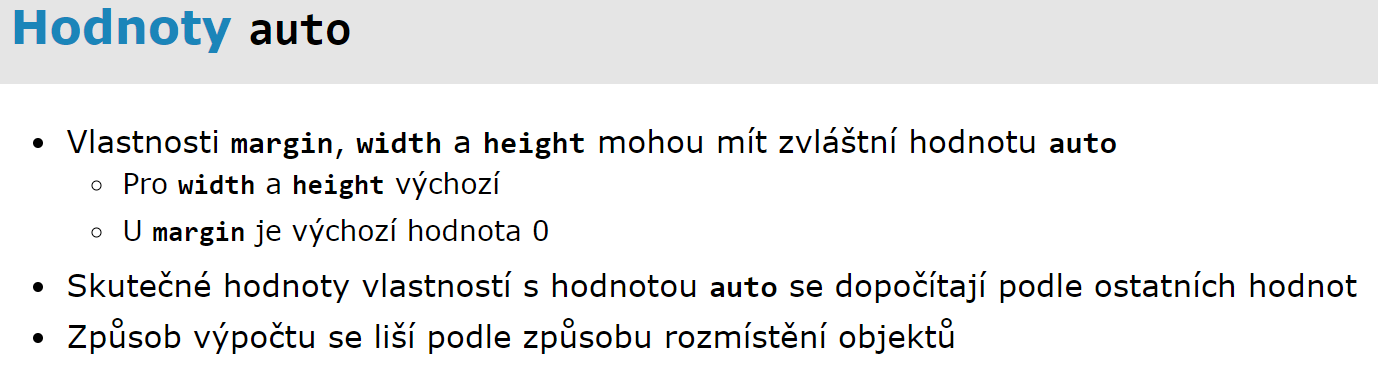 Hodnoty auto
• Vlastnosti margin, width a height mohou mít zvláštní hodnotu auto
◦ Pro width a height výchozí
◦ U margin je výchozí hodnota 0
• Skutečné hodnoty vlastností s hodnotou auto se dopočítají podle ostatních hodnot
• Způsob výpočtu se liší podle způsobu rozmístění objektů